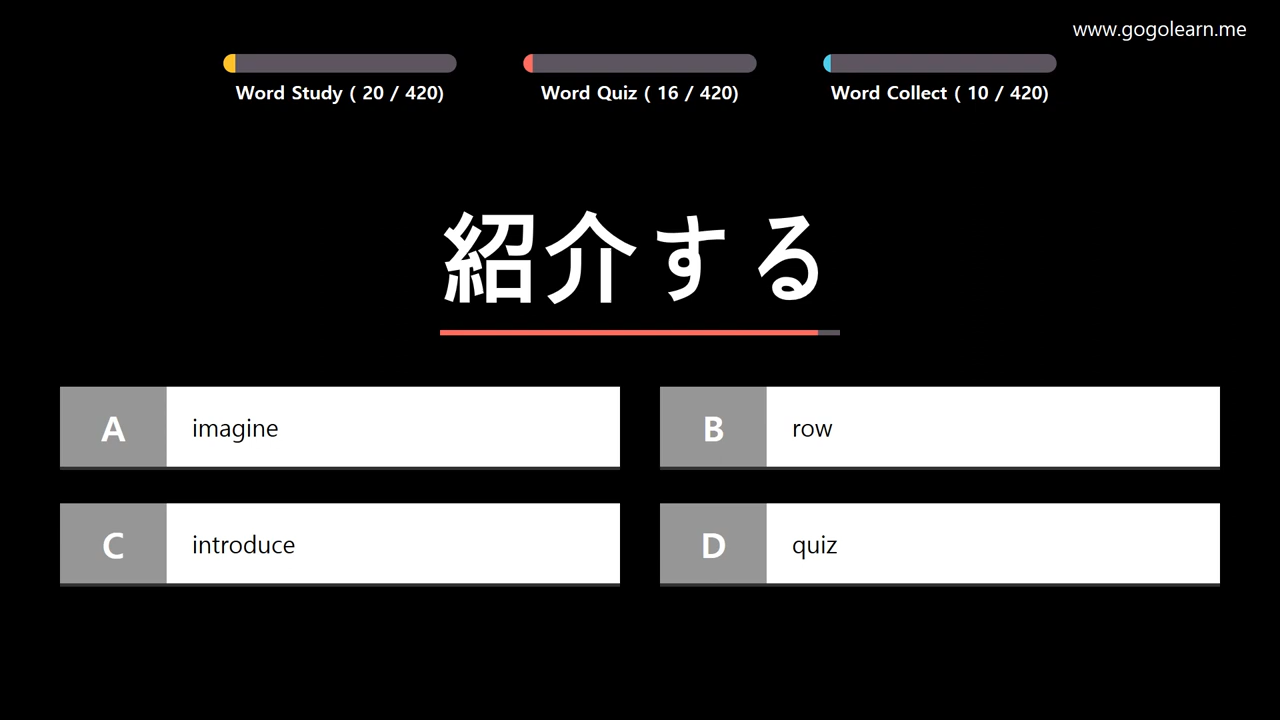 www.gogolearn.me
Word Study ( 20 / 420)
Word Quiz ( 16 / 420)
Word Collect ( 10 / 420)
紹介する
A imagine
B row
C introduce
D quiz